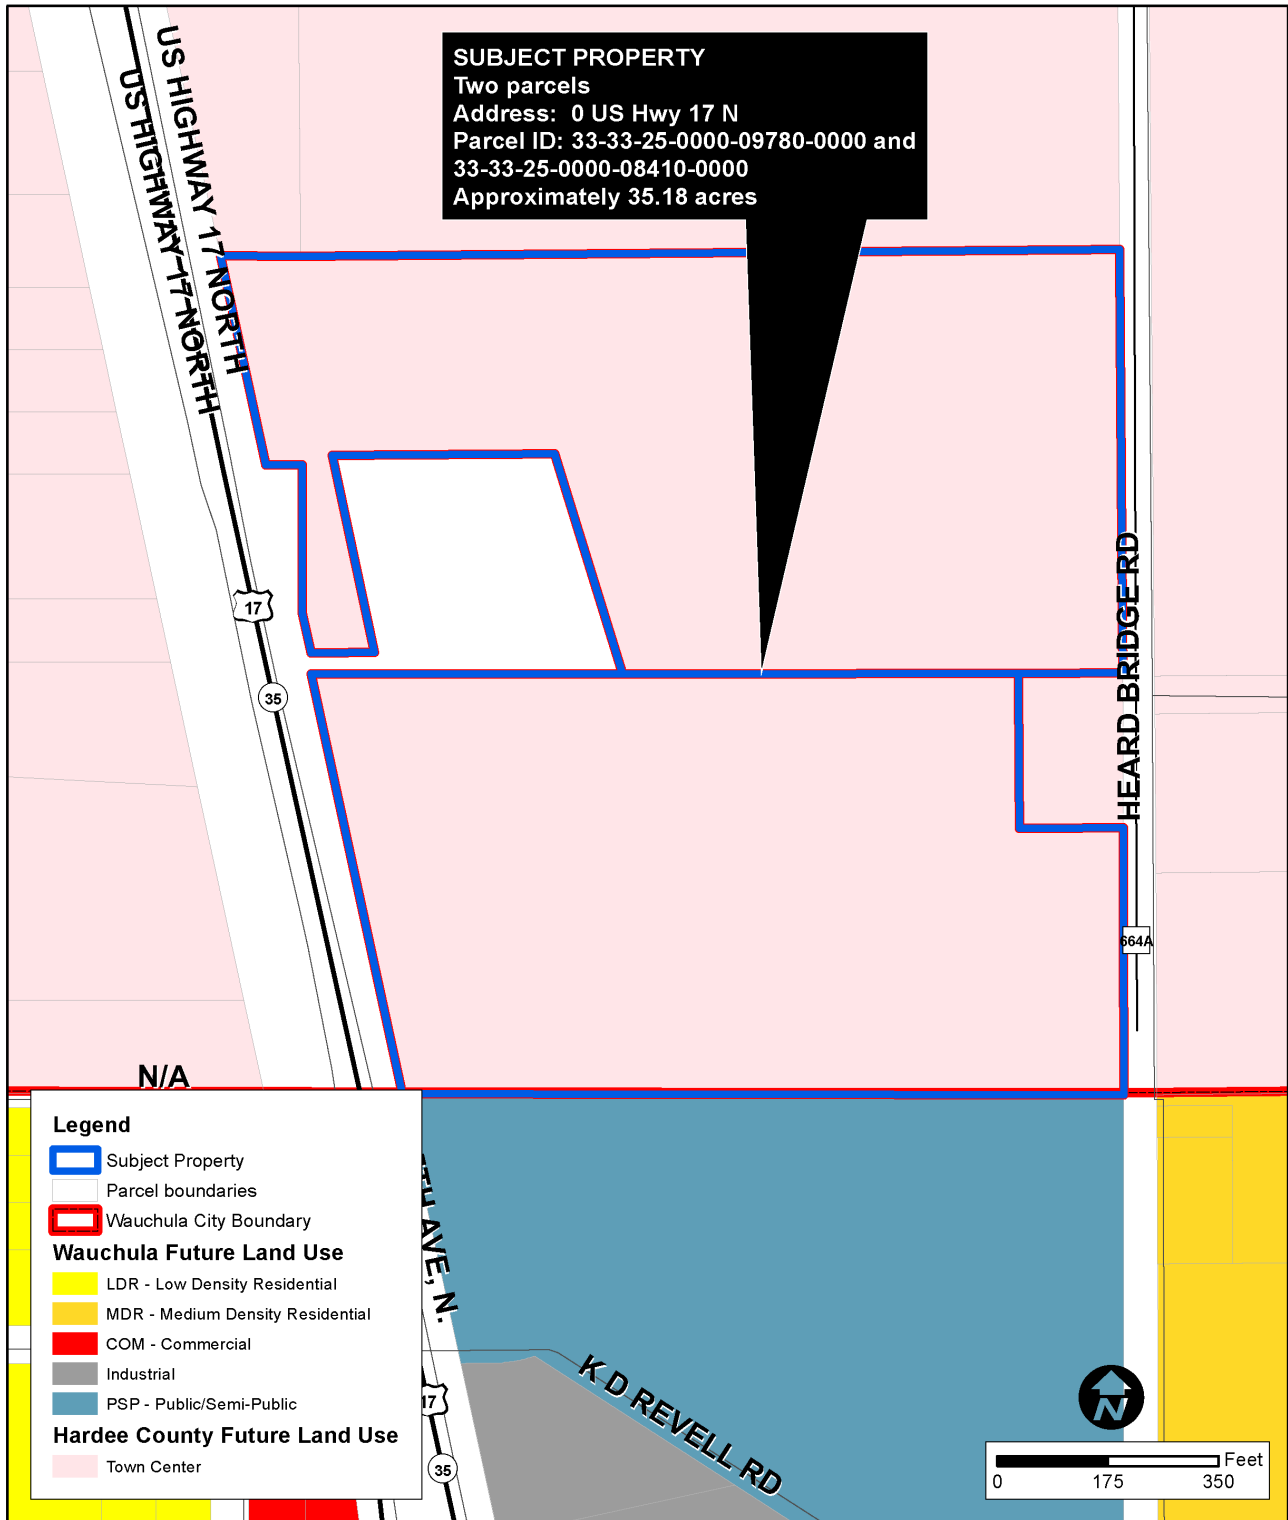 US HIGHWAY 17 NORTH
US HIGHWAY 17 NORTH
SUBJECT PROPERTY
Two parcels
Address: 0 US Hwy 17 N
Parcel ID: 33-33-25-0000-09780-0000 and
33-33-25-0000-08410-0000
Approximately 35.18 acres
17
35
HEARD BRIDGE RD
664A
N/A
Legend
Subject Property
Parcel boundaries
Wauchula City Boundary
Wauchula Future Land Use
LDR - Low Density Residential
MDR - Medium Density Residential
COM - Commercial
Industrial
PSP - Public/Semi-Public
Hardee County Future Land Use
Town Center
AVE, N.
17
35
K D REVELL RD
N
Feet
0 175 350